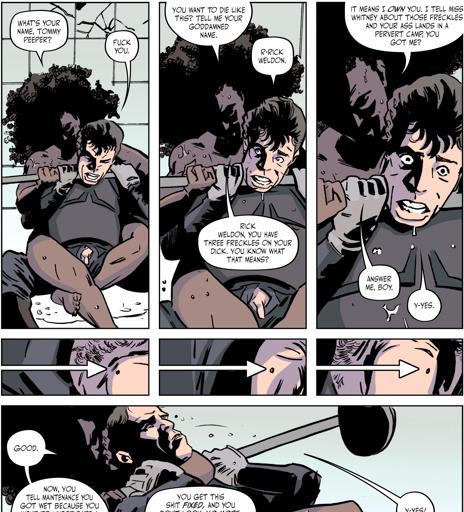 WHAT'S YOUR
NAME, TOMMY
PEEPER?
FUCK
YOU.
YOU WANT TO DIE LIKE
THIS? TELL ME YOUR
GODDAMNED
NAME.
R-RICK
WELDON.
RICK
WELDON, YOU HAVE
THREE FRECKLES ON YOUR
DICK. YOU KNOW WHAT
THAT MEANS?
IT MEANS I OWN YOU. I TELL MISS
WHITNEY ABOUT THOSE FRECKLES
AND YOUR ASS LANDS IN A
PERVERT CAMP, YOU
GOT ME?
ANSWER
ME, BOY.
Y-YES.
GOOD.
NOW, YOU
TELL MAINTENANCE YOU
GOT WET BECAUSE YOU
YOU GET THIS
SHIT FIXED, AND YOU
Y-YES!